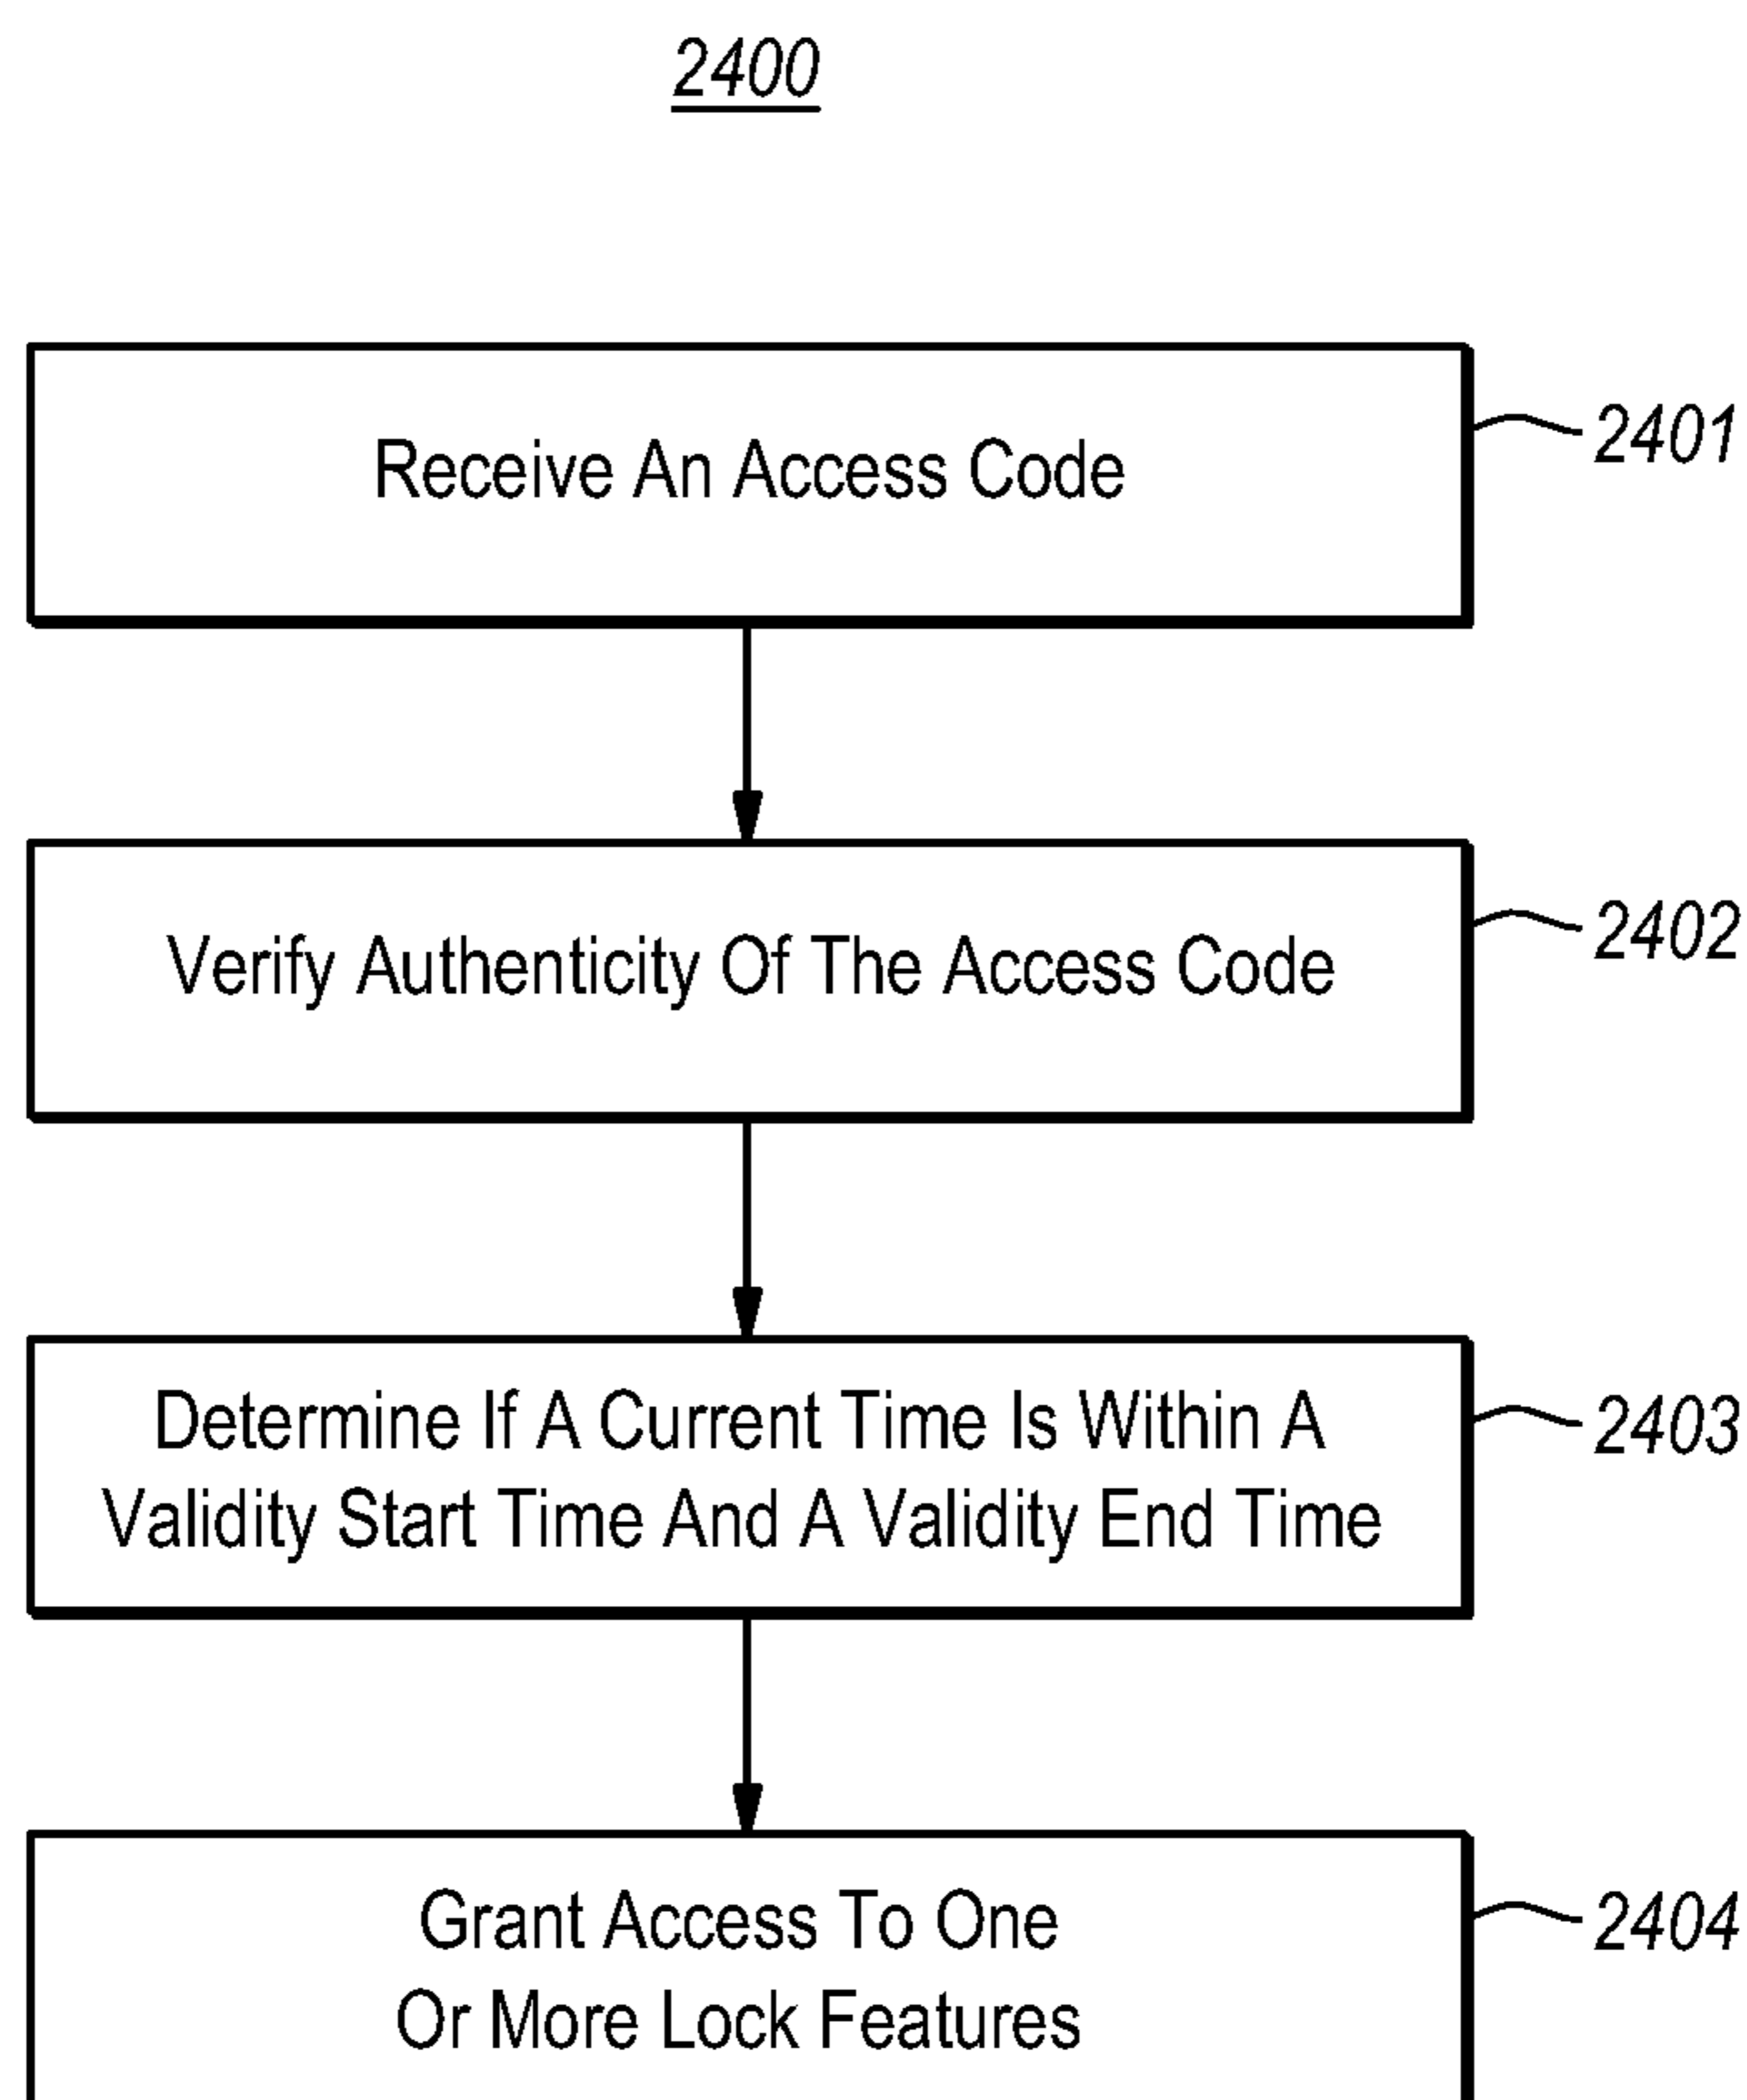 2400
Receive An Access Code
2401
Verify Authenticity Of The Access Code
2402
Determine If A Current Time Is Within A
Validity Start Time And A Validity End Time
2403
Grant Access To One
Or More Lock Features
2404